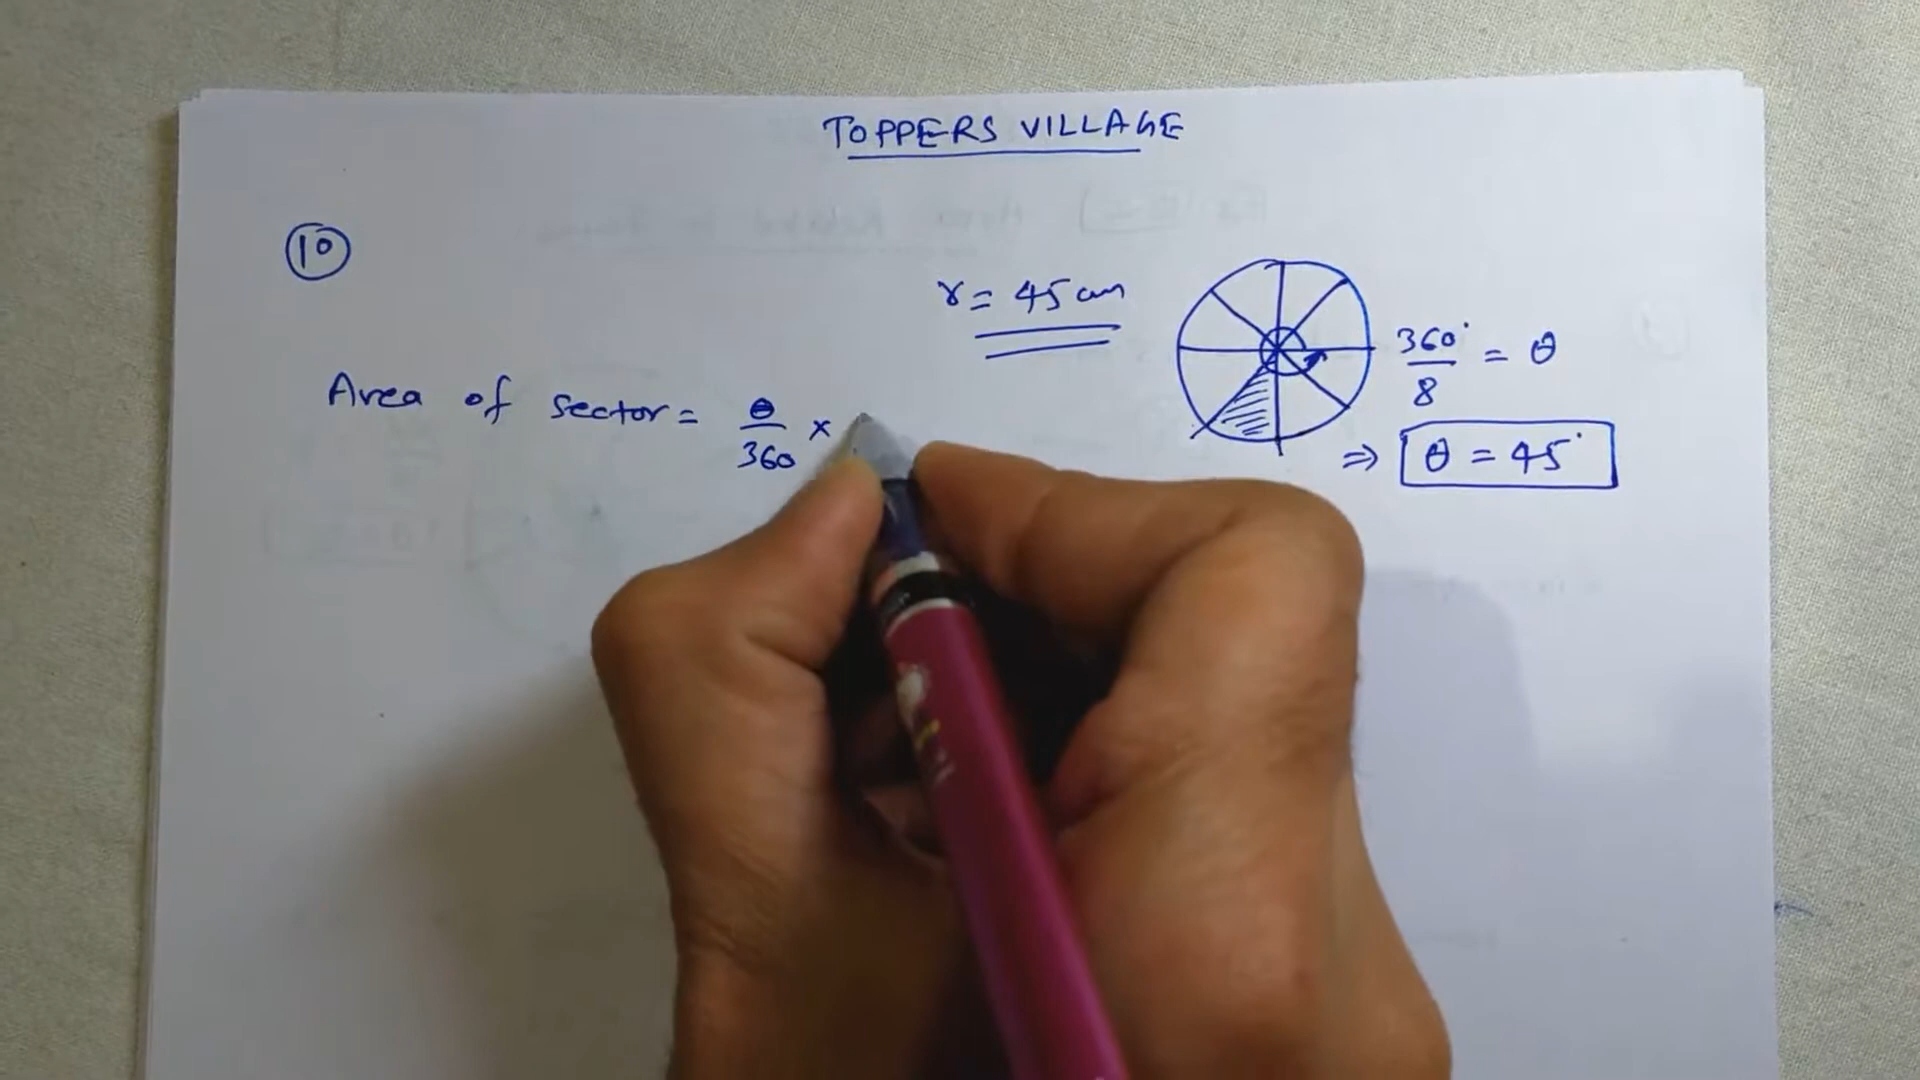 TOPPERS VILLAGE
10
r = 45 cm
360° / 8 = θ
Area of sector = θ / 360 ×
⇒ θ = 45°